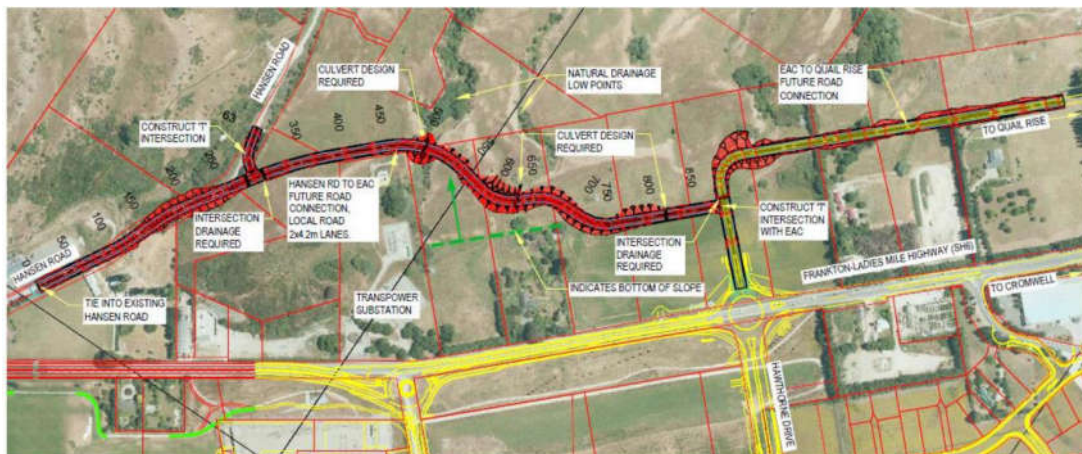 HANSEN ROAD
CULVERT DESIGN
REQUIRED
NATURAL DRAINAGE
LOW POINTS
EAC TO QUAIL RISE
FUTURE ROAD
CONNECTION
TO QUAIL RISE
CONSTRUCT 'T'
INTERSECTION
63
CULVERT DESIGN
REQUIRED
50
100
150
200
350
400
450
500
600
650
700
750
800
850
INTERSECTION
DRAINAGE
REQUIRED
HANSEN RD TO EAC
FUTURE ROAD
CONNECTION,
LOCAL ROAD
2x4.2m LANES.
INTERSECTION
DRAINAGE
REQUIRED
CONSTRUCT 'T'
INTERSECTION
WITH EAC
HANSEN ROAD
FRANKTON-LADIES MILE HIGHWAY (SH6)
TO CROMWELL
TIE INTO EXISTING
HANSEN ROAD
TRANSPOWER
SUBSTATION
INDICATES BOTTOM OF SLOPE
HAWTHORNE DRIVE